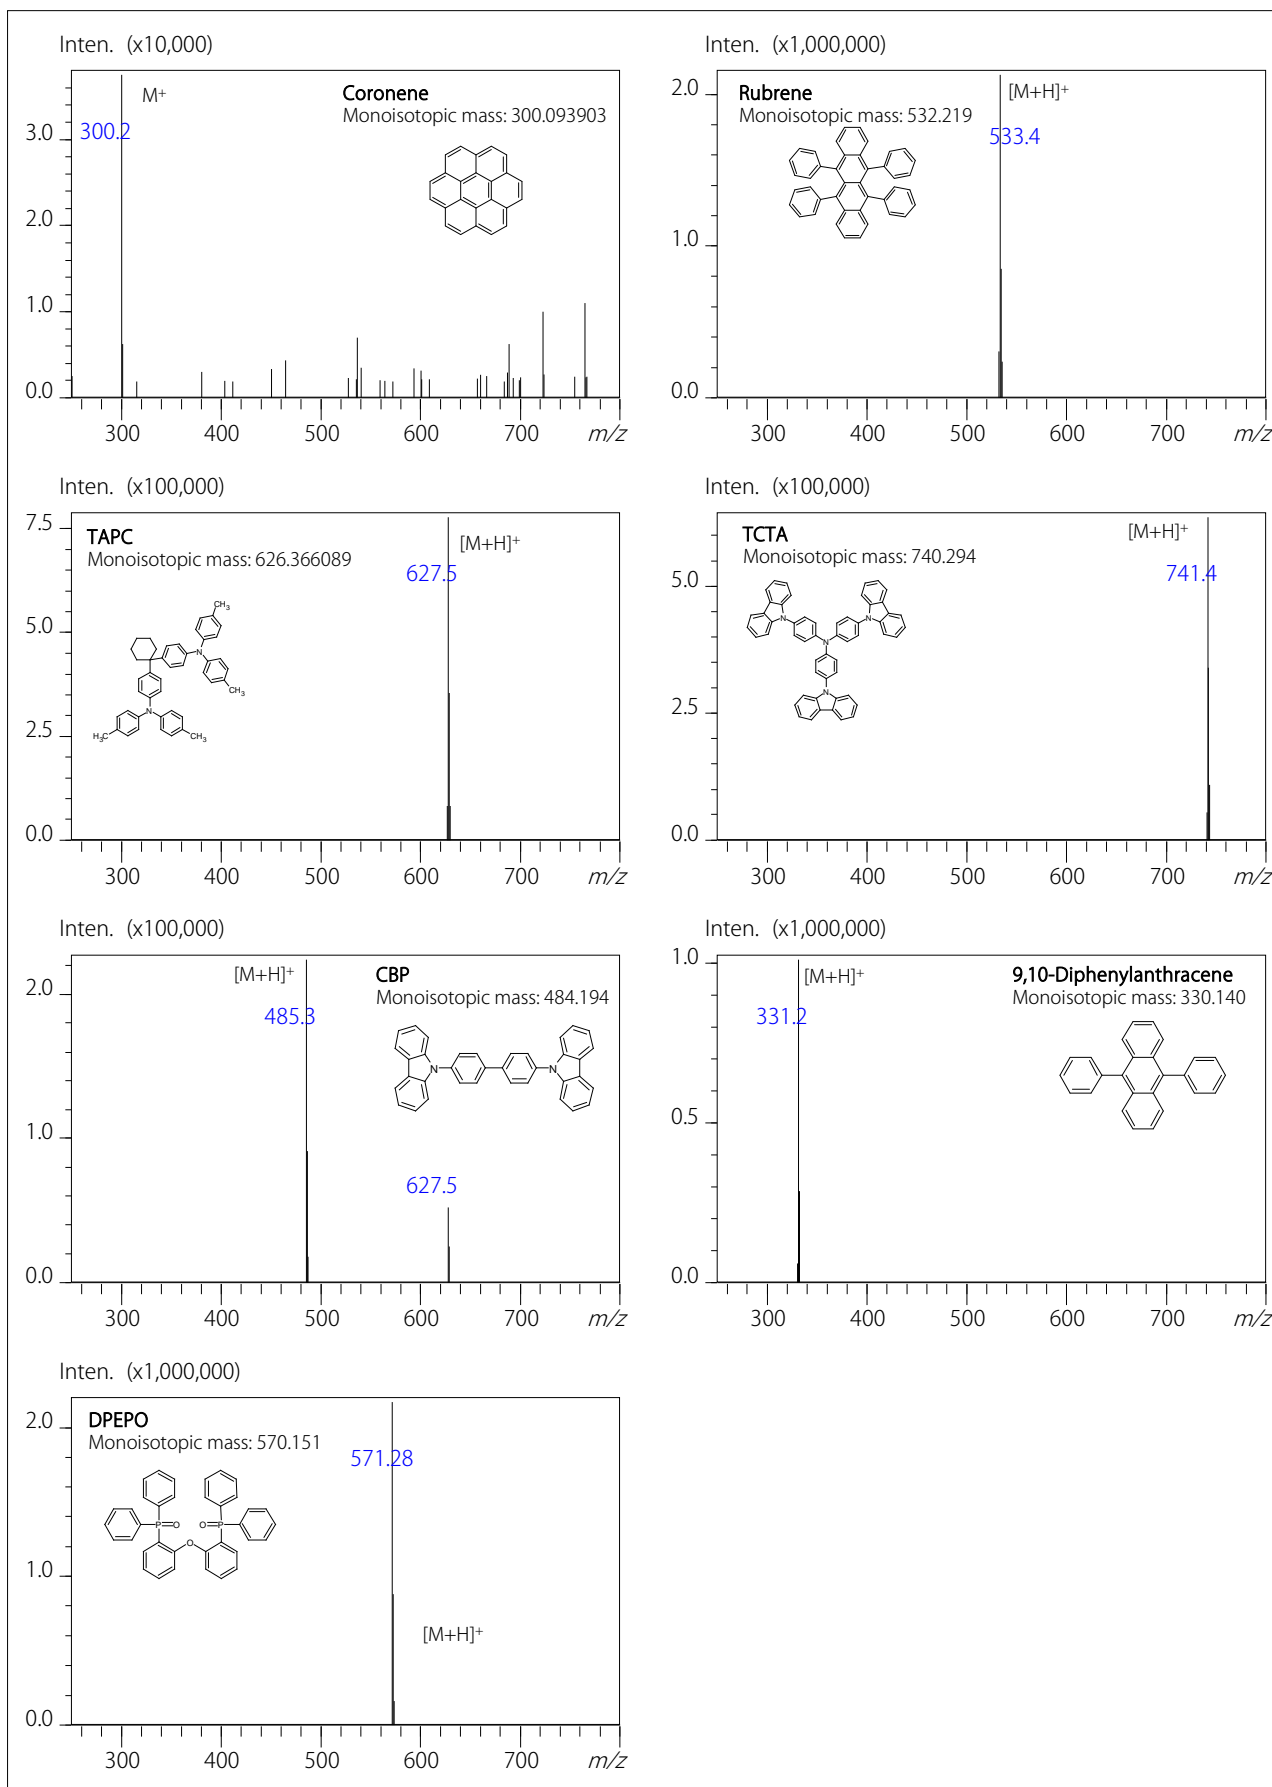 Inten. (x10,000)
Coronene
Monoisotopic mass: 300.093903
M+
300.2
3.0
2.0
1.0
0.0
300 400 500 600 700 m/z
Inten. (x1,000,000)
Rubrene
Monoisotopic mass: 532.219
[M+H]+
533.4
2.0
1.0
0.0
300 400 500 600 700 m/z
Inten. (x100,000)
TAPC
Monoisotopic mass: 626.366089
[M+H]+
627.5
7.5
5.0
2.5
0.0
CH3
N
CH3
N
H3C
CH3
300 400 500 600 700 m/z
Inten. (x100,000)
TCTA
Monoisotopic mass: 740.294
[M+H]+
741.4
5.0
2.5
0.0
N
N
N
N
300 400 500 600 700 m/z
Inten. (x100,000)
CBP
Monoisotopic mass: 484.194
[M+H]+
485.3
627.5
2.0
1.0
0.0
N
N
300 400 500 600 700 m/z
Inten. (x1,000,000)
9,10-Diphenylanthracene
Monoisotopic mass: 330.140
[M+H]+
331.2
1.0
0.5
0.0
300 400 500 600 700 m/z
Inten. (x1,000,000)
DPEPO
Monoisotopic mass: 570.151
571.28
[M+H]+
2.0
1.0
0.0
P=O O=P
O
300 400 500 600 700 m/z